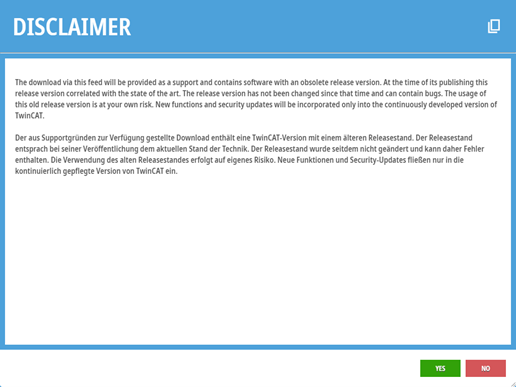 DISCLAIMER
The download via this feed will be provided as a support and contains software with an obsolete release version. At the time of its publishing this
release version correlated with the state of the art. The release version has not been changed since that time and can contain bugs. The usage of
this old release version is at your own risk. New functions and security updates will be incorporated only into the continuously developed version of
TwinCAT.
Der aus Supportgründen zur Verfügung gestellte Download enthält eine TwinCAT-Version mit einem älteren Releasestand. Der Releasestand
entsprach bei seiner Veröffentlichung dem aktuellen Stand der Technik. Der Releasestand wurde seitdem nicht geändert und kann daher Fehler
enthalten. Die Verwendung des alten Releasestandes erfolgt auf eigenes Risiko. Neue Funktionen und Security-Updates fließen nur in die
kontinuierlich gepflegte Version von TwinCAT ein.
YES
NO